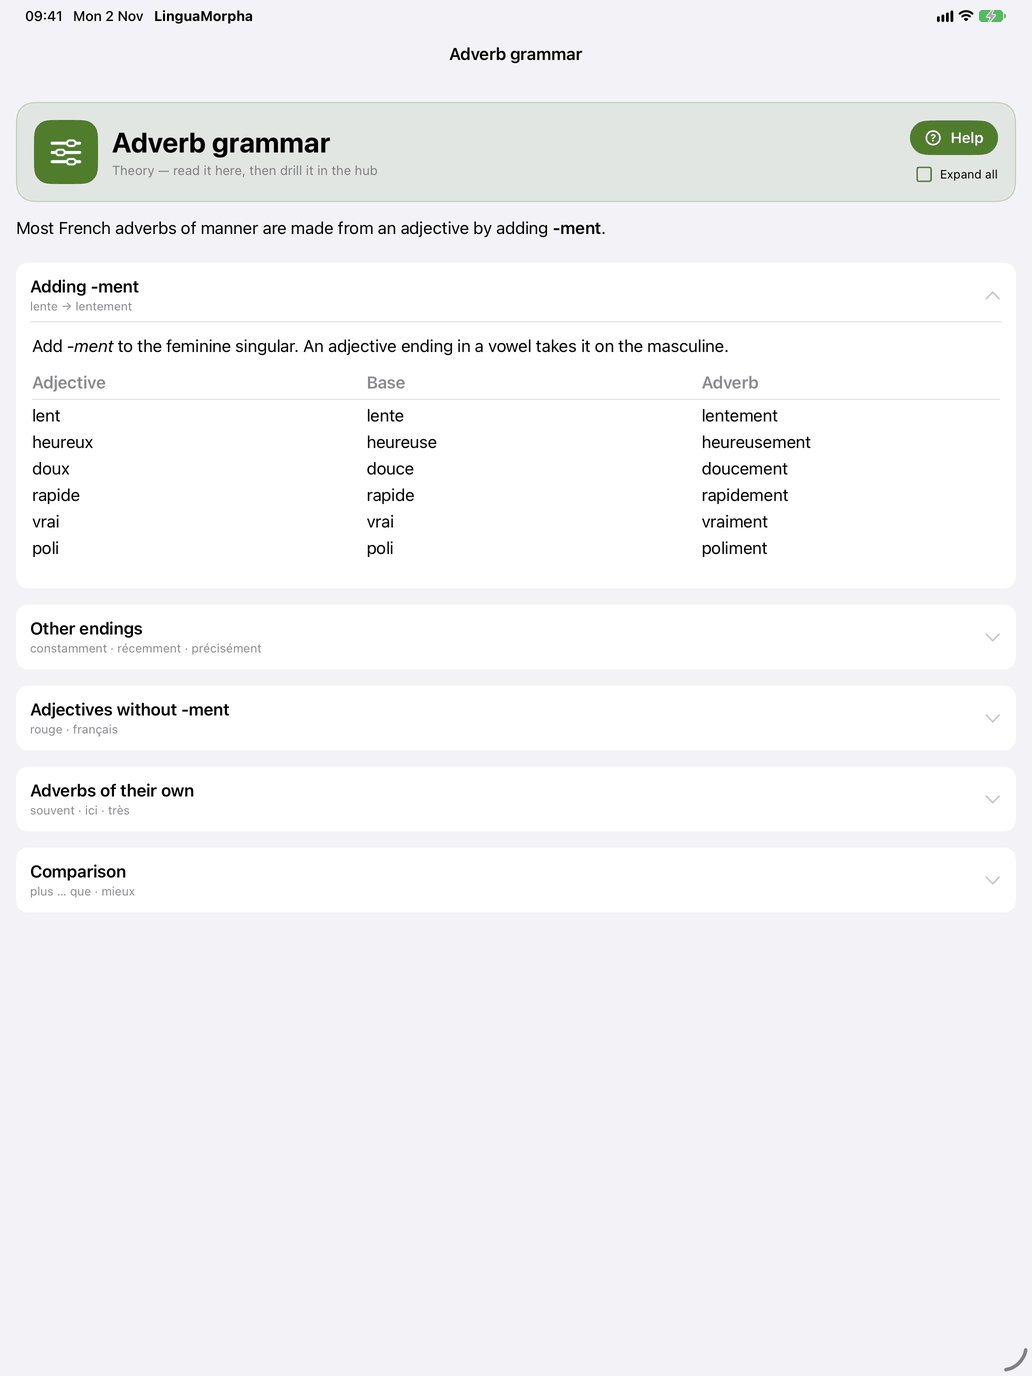 09:41 Mon 2 Nov LinguaMorpha
Adverb grammar
Adverb grammar
Theory — read it here, then drill it in the hub
Help
Expand all
Most French adverbs of manner are made from an adjective by adding -ment.
Adding -ment
lente → lentement
Add -ment to the feminine singular. An adjective ending in a vowel takes it on the masculine.
Adjective Base Adverb
lent lente lentement
heureux heureuse heureusement
doux douce doucement
rapide rapide rapidement
vrai vrai vraiment
poli poli poliment
Other endings
constamment · récemment · précisément
Adjectives without -ment
rouge · français
Adverbs of their own
souvent · ici · très
Comparison
plus … que · mieux